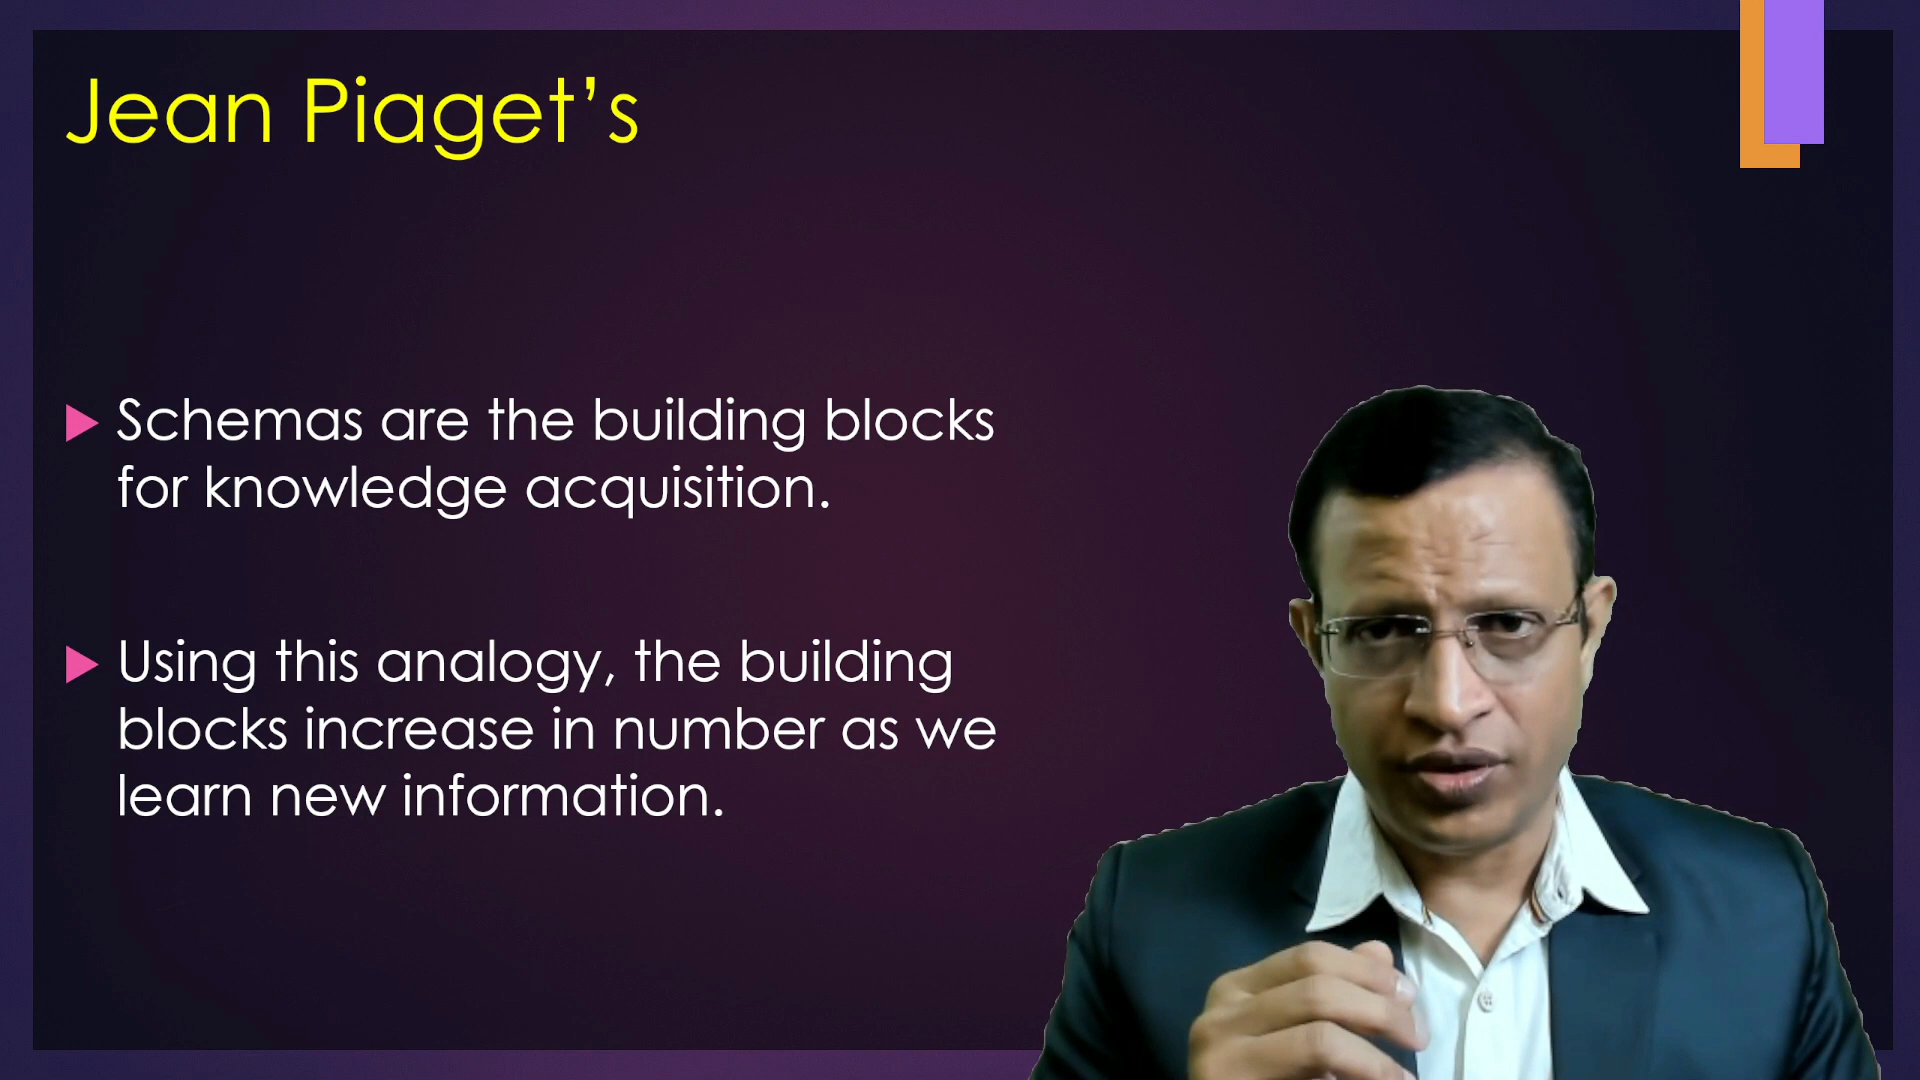 Jean Piaget’s
Schemas are the building blocks
for knowledge acquisition.
Using this analogy, the building
blocks increase in number as we
learn new information.